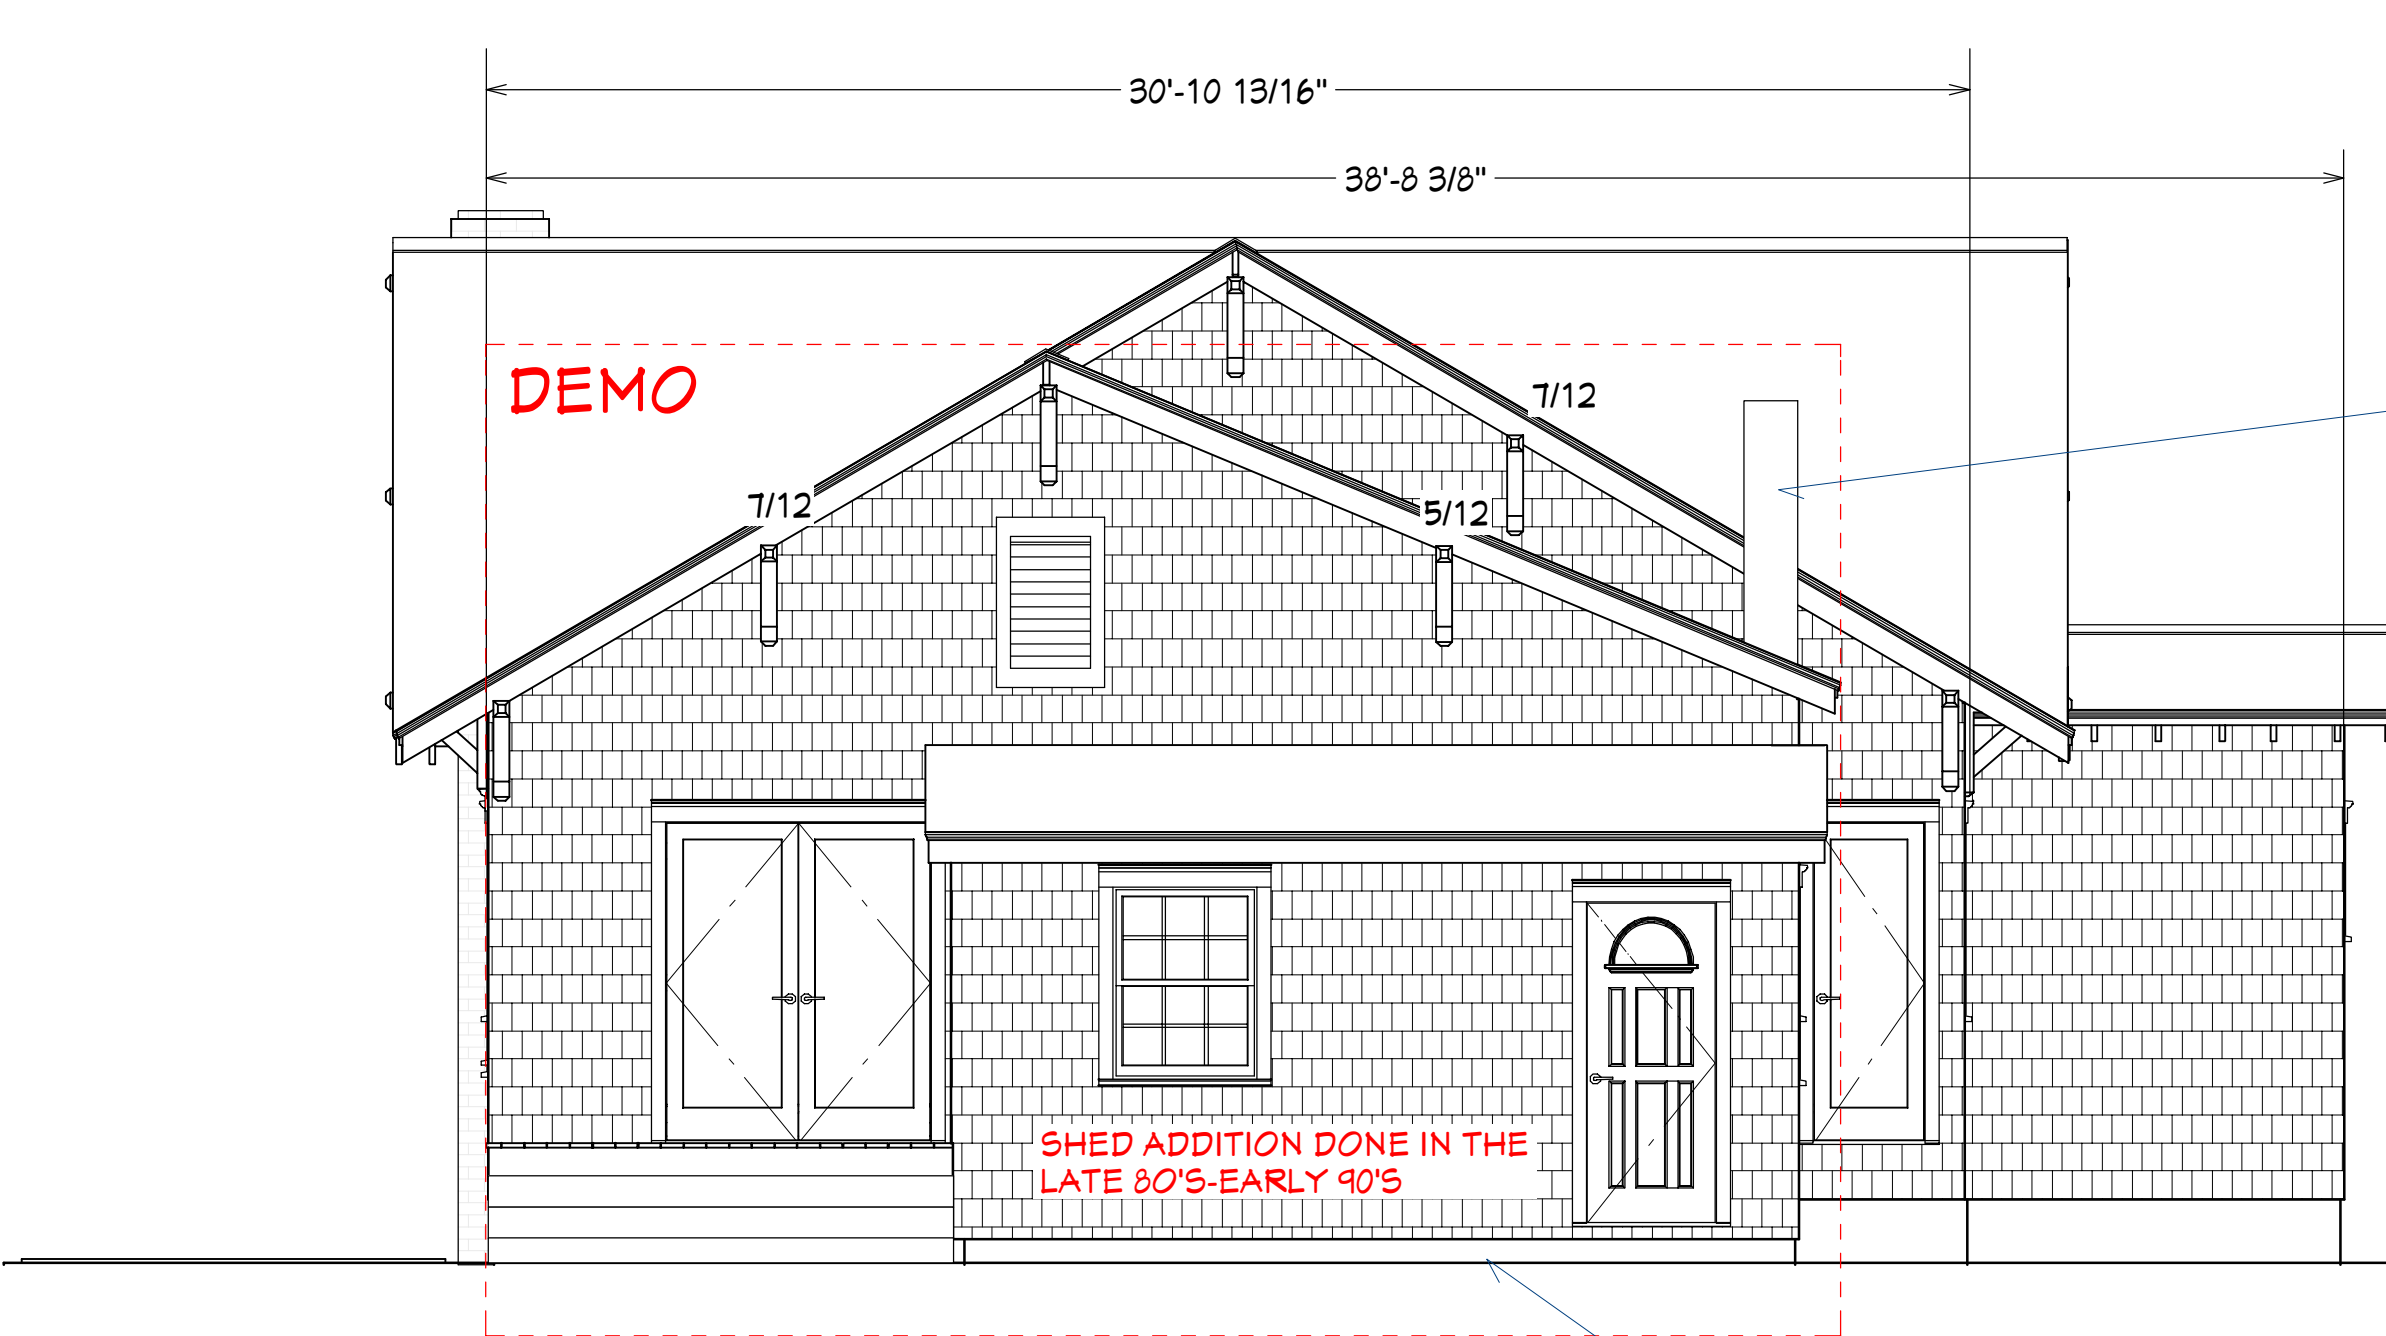 30'-10 13/16"
38'-8 3/8"
DEMO
7/12
7/12
5/12
SHED ADDITION DONE IN THE
LATE 80'S-EARLY 90'S